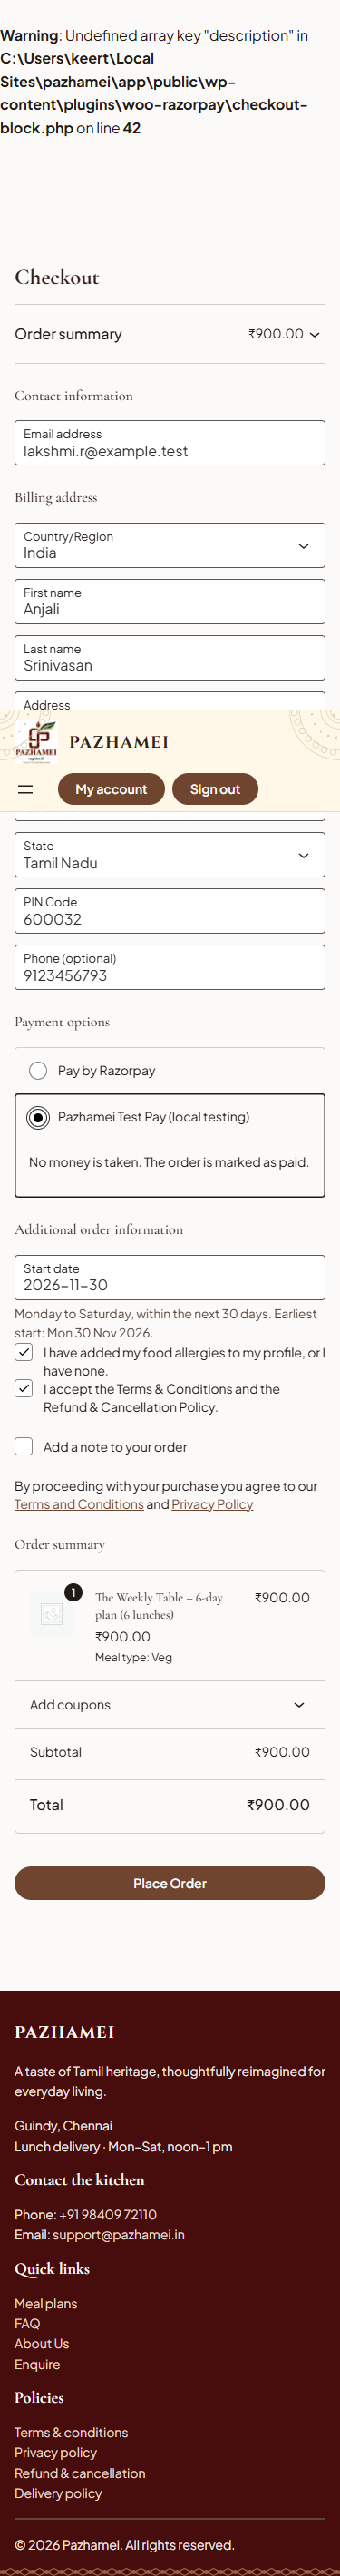 Warning: Undefined array key "description" in
C:\Users\keert\Local
Sites\pazhamei\app\public\wp-
content\plugins\woo-razorpay\checkout-
block.php on line 42
Checkout
Order summary ₹900.00
Contact information
Email address
lakshmi.r@example.test
Billing address
Country/Region
India
First name
Anjali
Last name
Srinivasan
Address
PAZHAMEI
PAZHAMEI
My account Sign out
State
Tamil Nadu
PIN Code
600032
Phone (optional)
9123456793
Payment options
Pay by Razorpay
Pazhamei Test Pay (local testing)
No money is taken. The order is marked as paid.
Additional order information
Start date
2026-11-30
Monday to Saturday, within the next 30 days. Earliest
start: Mon 30 Nov 2026.
I have added my food allergies to my profile, or I
have none.
I accept the Terms & Conditions and the
Refund & Cancellation Policy.
Add a note to your order
By proceeding with your purchase you agree to our
Terms and Conditions and Privacy Policy
Order summary
1
The Weekly Table – 6-day ₹900.00
plan (6 lunches)
₹900.00
Meal type: Veg
Add coupons
Subtotal ₹900.00
Total ₹900.00
Place Order
PAZHAMEI
A taste of Tamil heritage, thoughtfully reimagined for
everyday living.
Guindy, Chennai
Lunch delivery · Mon–Sat, noon–1 pm
Contact the kitchen
Phone: +91 98409 72110
Email: support@pazhamei.in
Quick links
Meal plans
FAQ
About Us
Enquire
Policies
Terms & conditions
Privacy policy
Refund & cancellation
Delivery policy
© 2026 Pazhamei. All rights reserved.